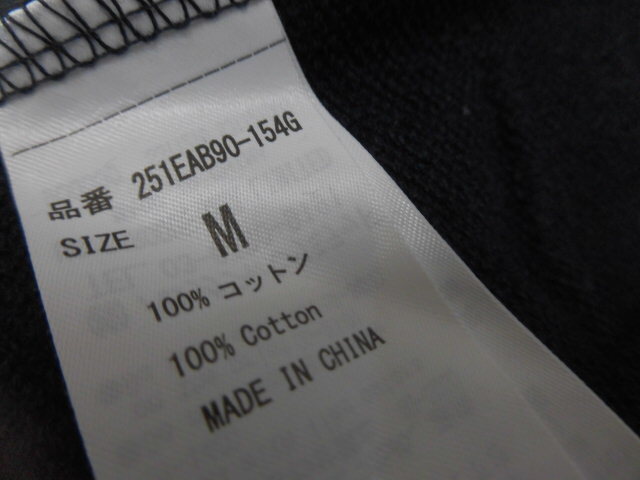 品番 251EAB90-154G
SIZE M
100% コットン
100% Cotton
MADE IN CHINA